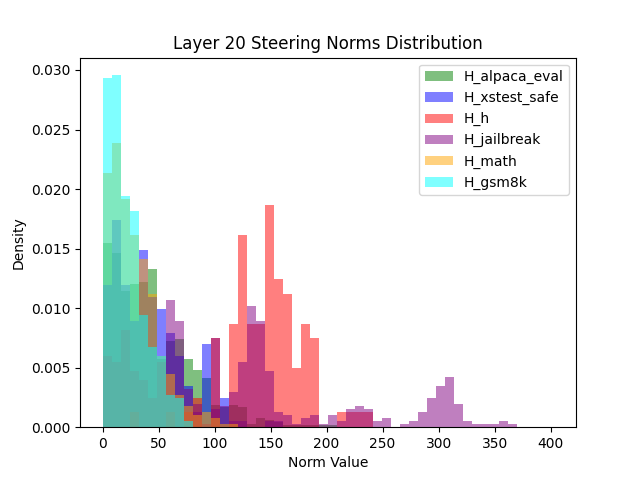 Layer 20 Steering Norms Distribution
0.030
0.025
0.020
0.015
0.010
0.005
0.000
Density
H_alpaca_eval
H_xstest_safe
H_h
H_jailbreak
H_math
H_gsm8k
0 50 100 150 200 250 300 350 400
Norm Value